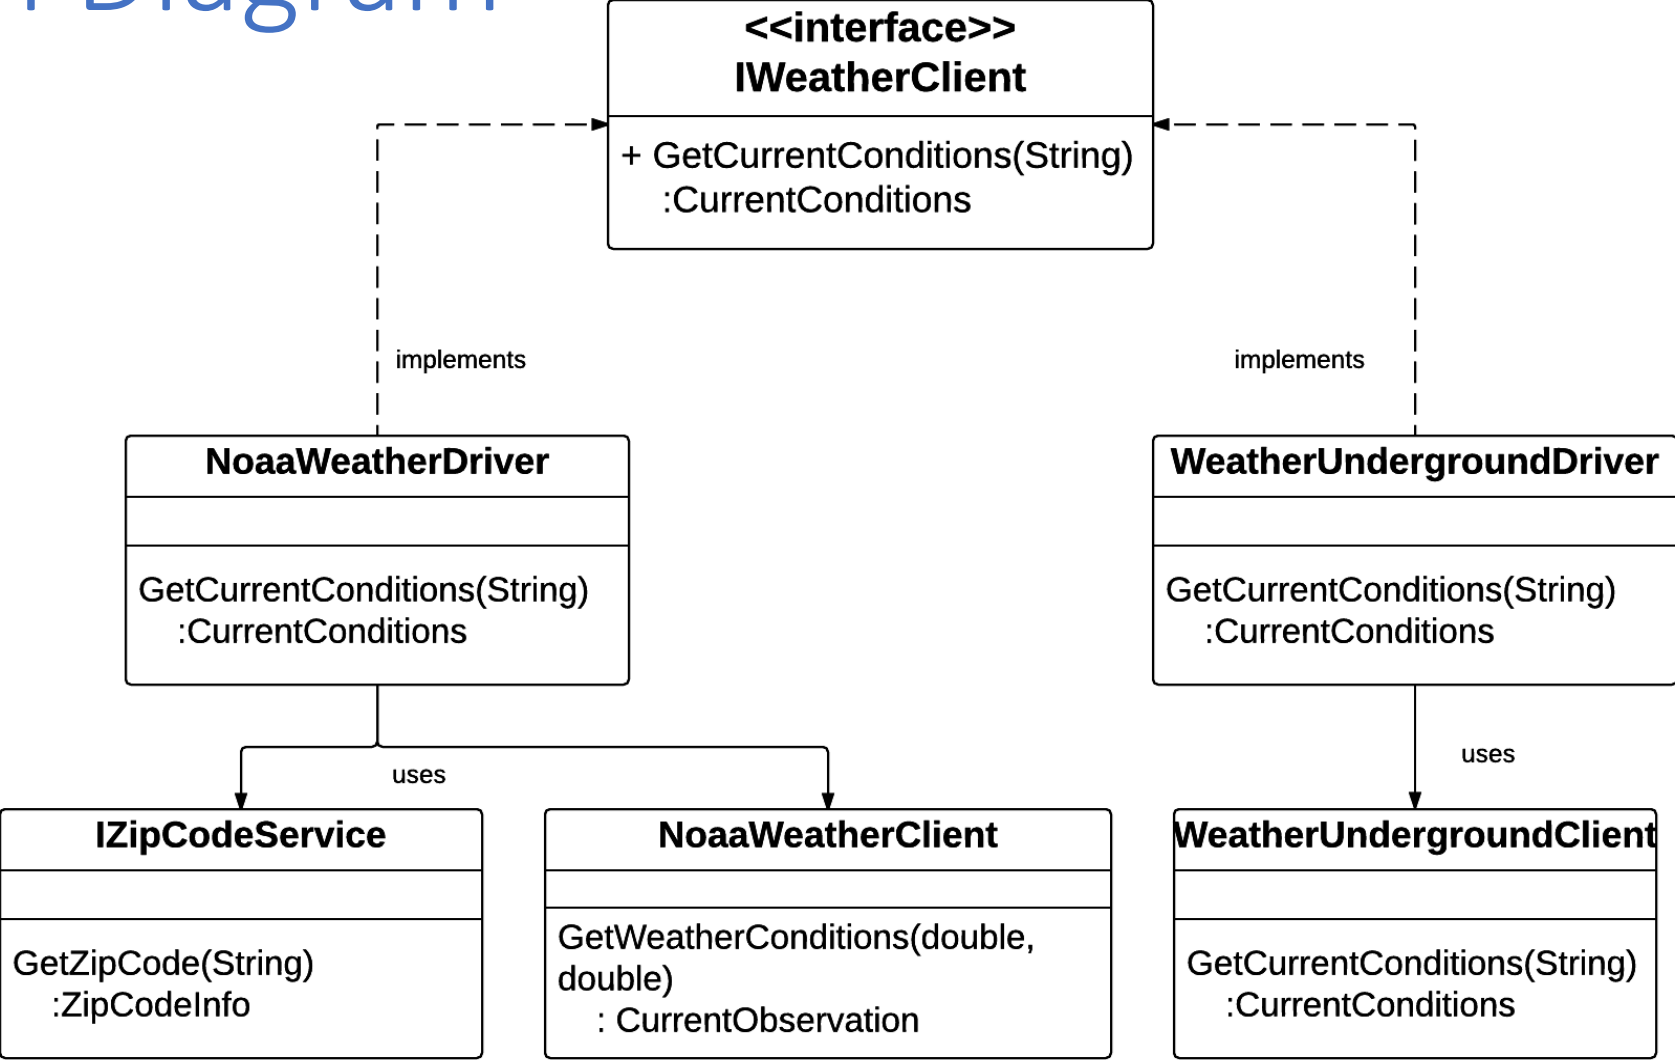 Diagram
<<interface>>
IWeatherClient
+ GetCurrentConditions(String)
:CurrentConditions
implements
implements
NoaaWeatherDriver
WeatherUndergroundDriver
GetCurrentConditions(String)
:CurrentConditions
GetCurrentConditions(String)
:CurrentConditions
uses
uses
IZipCodeService
NoaaWeatherClient
WeatherUndergroundClient
GetZipCode(String)
:ZipCodeInfo
GetWeatherConditions(double,
double)
: CurrentObservation
GetCurrentConditions(String)
:CurrentConditions